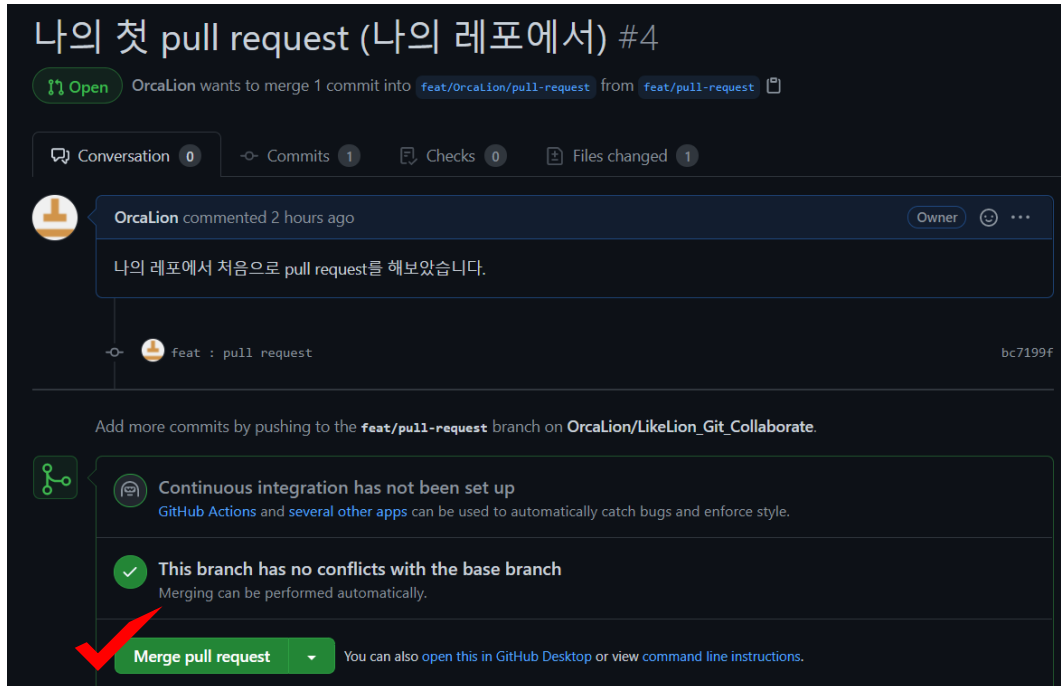 나의 첫 pull request (나의 레포에서) #4
Open OrcaLion wants to merge 1 commit into feat/OrcaLion/pull-request from feat/pull-request
Conversation 0 Commits 1 Checks 0 Files changed 1
OrcaLion commented 2 hours ago Owner
나의 레포에서 처음으로 pull request를 해보았습니다.
feat : pull request bc7199f
Add more commits by pushing to the feat/pull-request branch on OrcaLion/LikeLion_Git_Collaborate.
Continuous integration has not been set up
GitHub Actions and several other apps can be used to automatically catch bugs and enforce style.
This branch has no conflicts with the base branch
Merging can be performed automatically.
Merge pull request You can also open this in GitHub Desktop or view command line instructions.